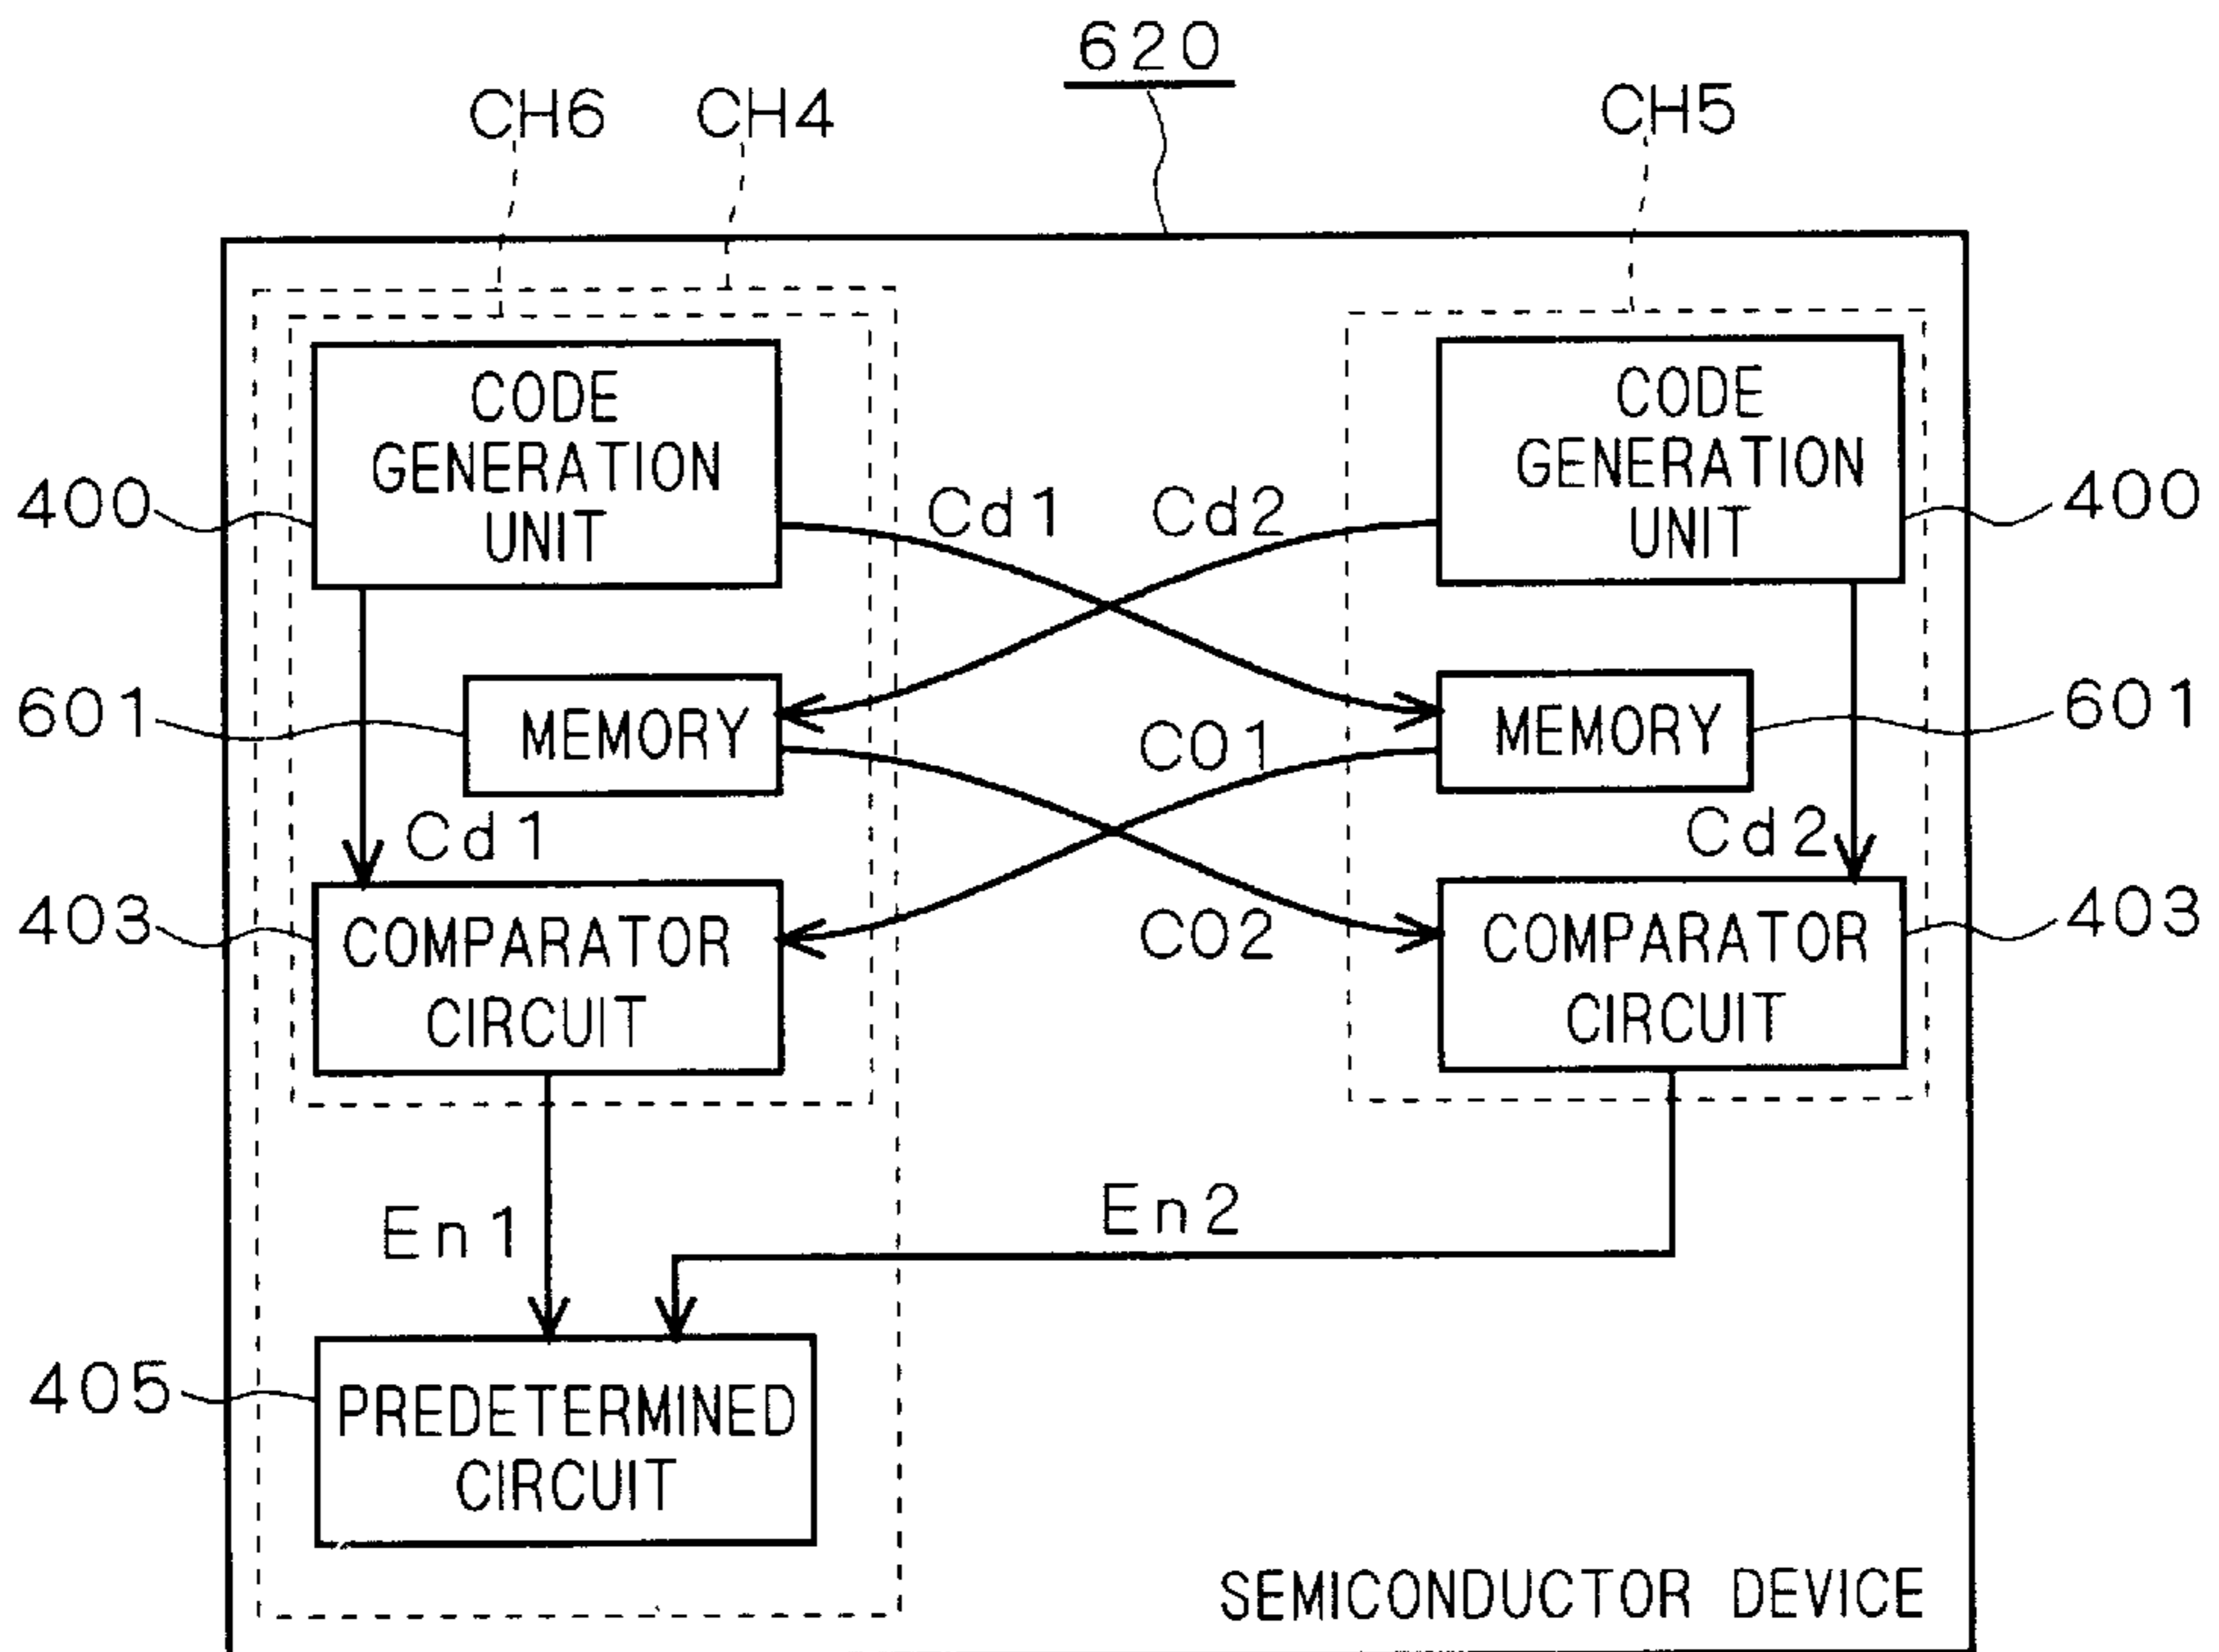 620
CH6
CH4
CH5
CODE
GENERATION
UNIT
CODE
GENERATION
UNIT
400
Cd1
Cd2
400
601
MEMORY
CO1
MEMORY
601
Cd1
Cd2
403
COMPARATOR
CIRCUIT
CO2
COMPARATOR
CIRCUIT
403
En1
En2
405
PREDETERMINED
CIRCUIT
SEMICONDUCTOR DEVICE